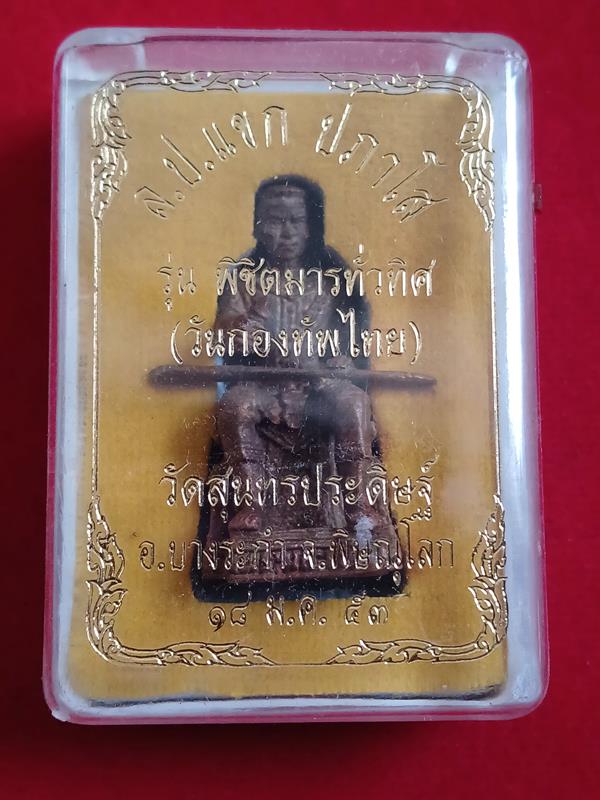 ล.ป.แขก ปภาโส
รุ่น พิชิตมารทั่วทิศ
(วันกองทัพไทย)
วัดสุนทรประดิษฐ์
อ.บางระกำ จ.พิษณุโลก
๑๘ ม.ค. ๕๓